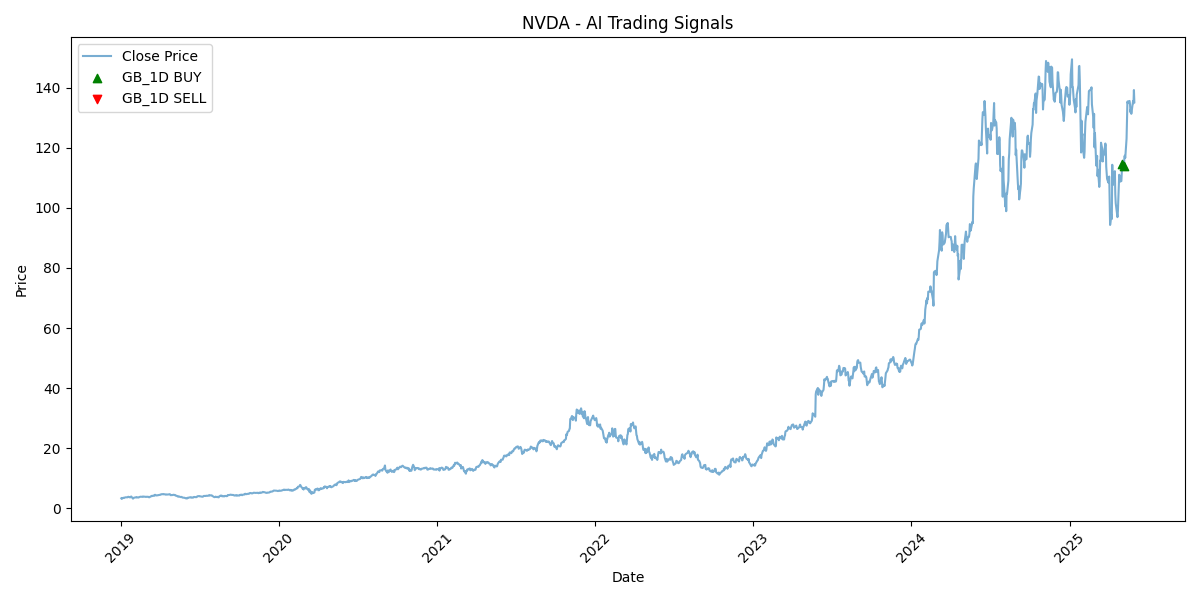 NVDA - AI Trading Signals
Close Price
GB_1D BUY
GB_1D SELL
Price
140
120
100
80
60
40
20
0
2019
2020
2021
2022
2023
2024
2025
Date